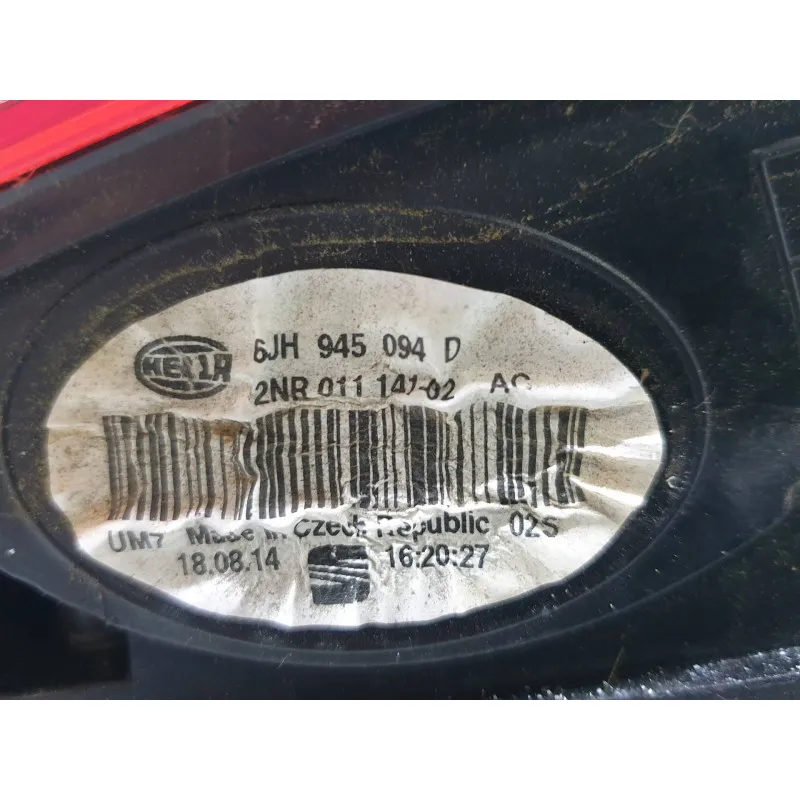 HELLA 6JH 945 094 D
2NR 011 141-02 AC
UM7 Made in Czech Republic 02S
18.08.14 16:20:27